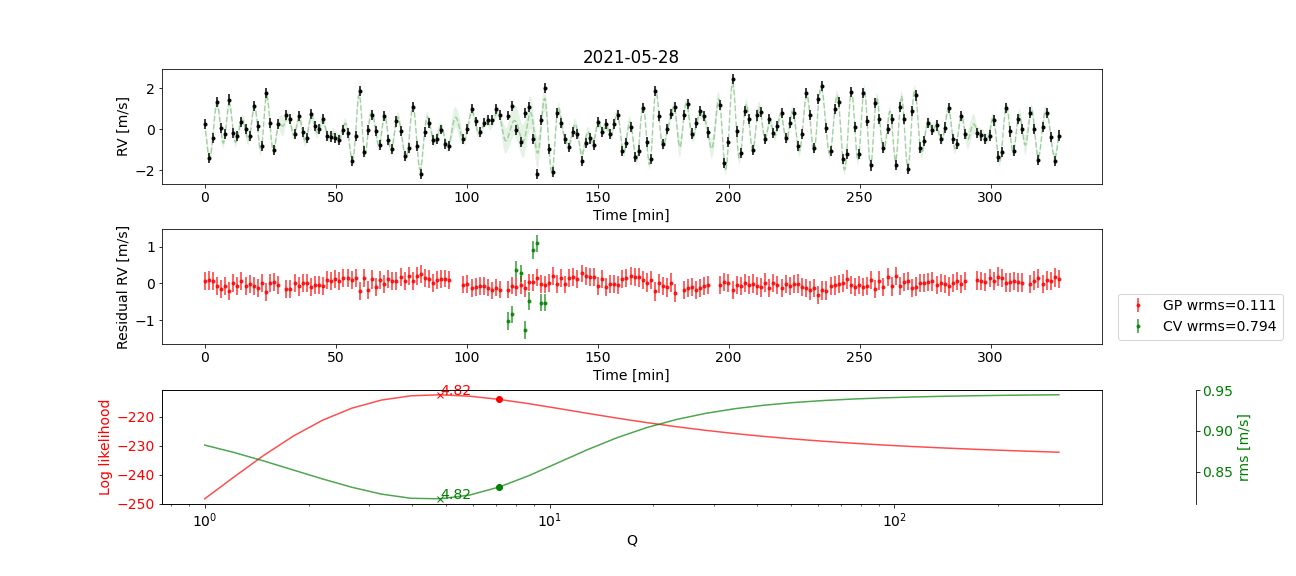 2021-05-28
RV [m/s]
2
0
−2
0 50 100 150 200 250 300
Time [min]
Residual RV [m/s]
1
0
−1
0 50 100 150 200 250 300
Time [min]
GP wrms=0.111
CV wrms=0.794
Log likelihood
−220
−230
−240
−250
4.82
4.82
0.95
0.90
0.85
rms [m/s]
10⁰ 10¹ 10²
Q